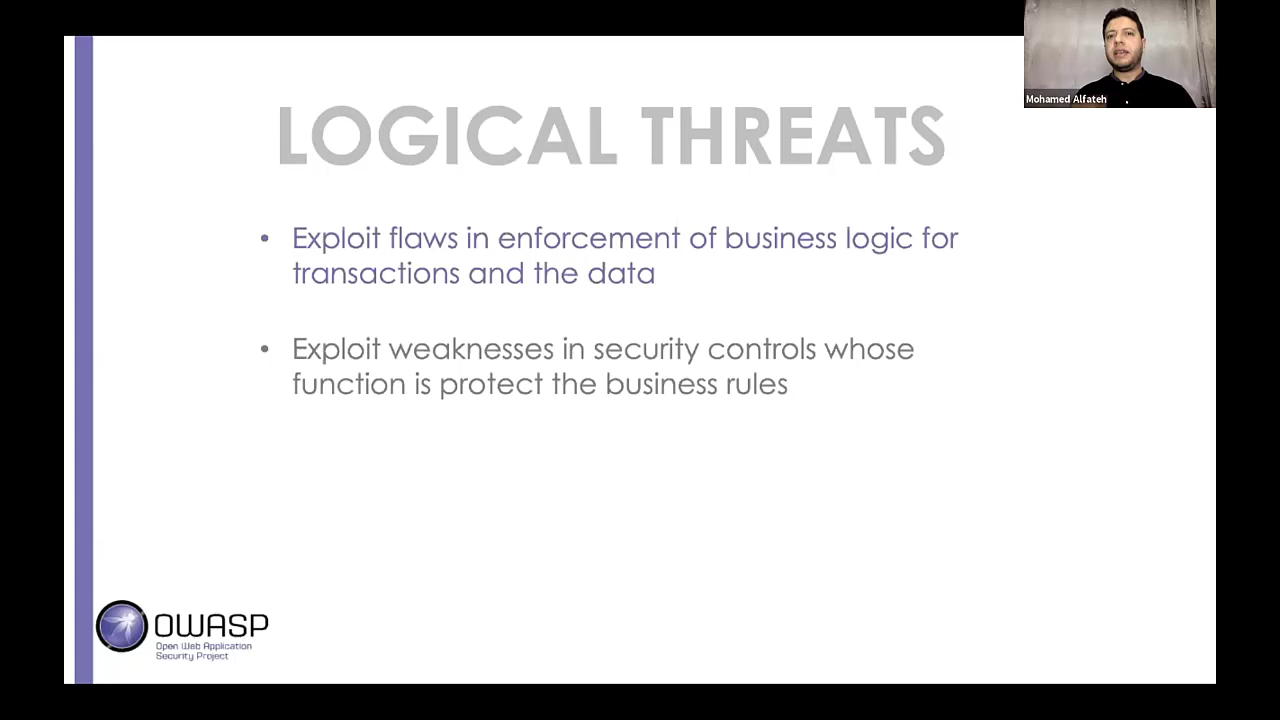 Mohamed Alfateh
LOGICAL THREATS
• Exploit flaws in enforcement of business logic for
transactions and the data
• Exploit weaknesses in security controls whose
function is protect the business rules
OWASP
Open Web Application
Security Project